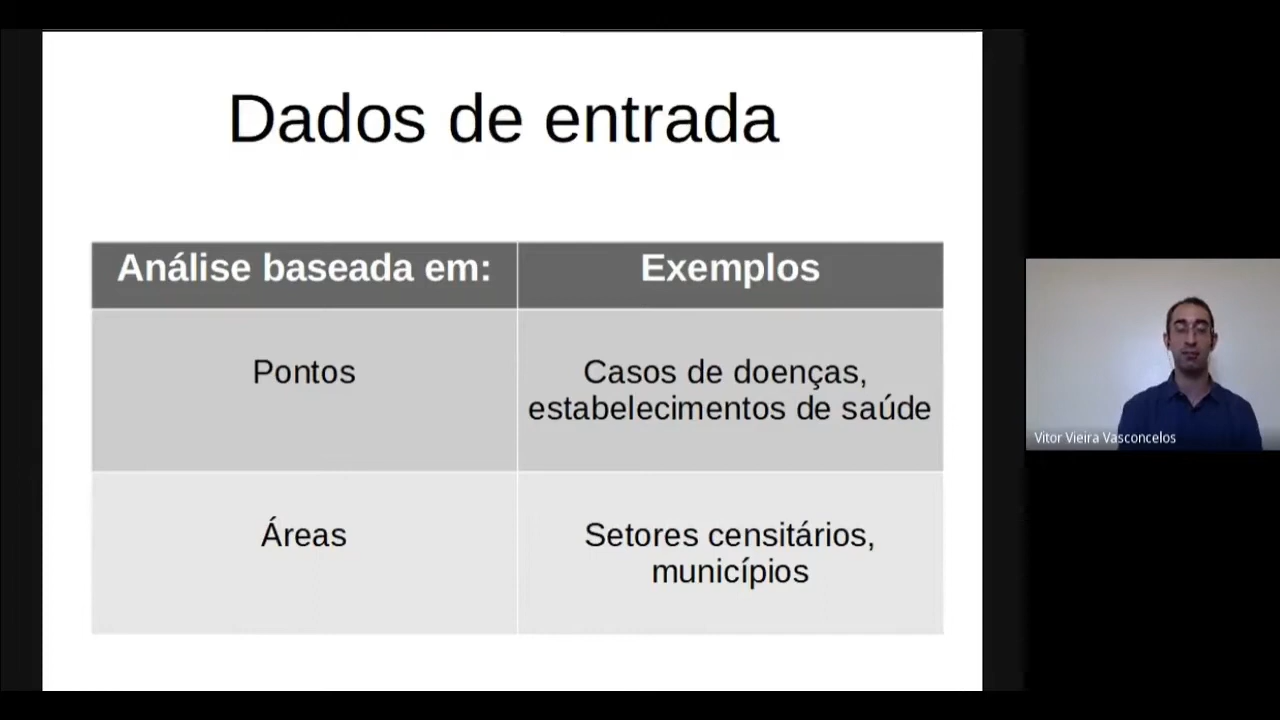 Dados de entrada
Análise baseada em:
Exemplos
Pontos
Casos de doenças,
estabelecimentos de saúde
Áreas
Setores censitários,
municípios
Vitor Vieira Vasconcelos